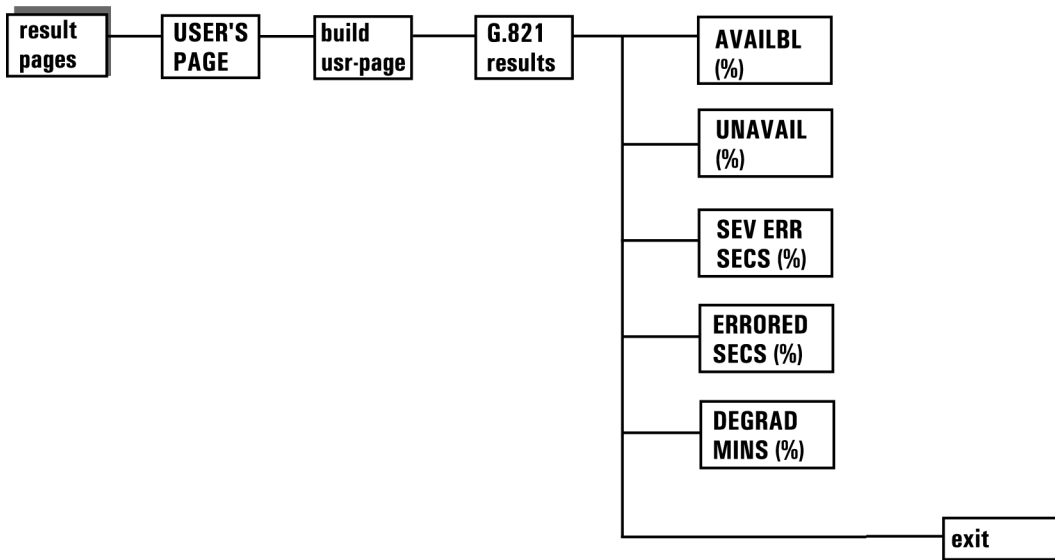 result
pages
USER'S
PAGE
build
usr-page
G.821
results
AVAILBL
(%)
UNAVAIL
(%)
SEV ERR
SECS (%)
ERRORED
SECS (%)
DEGRAD
MINS (%)
exit